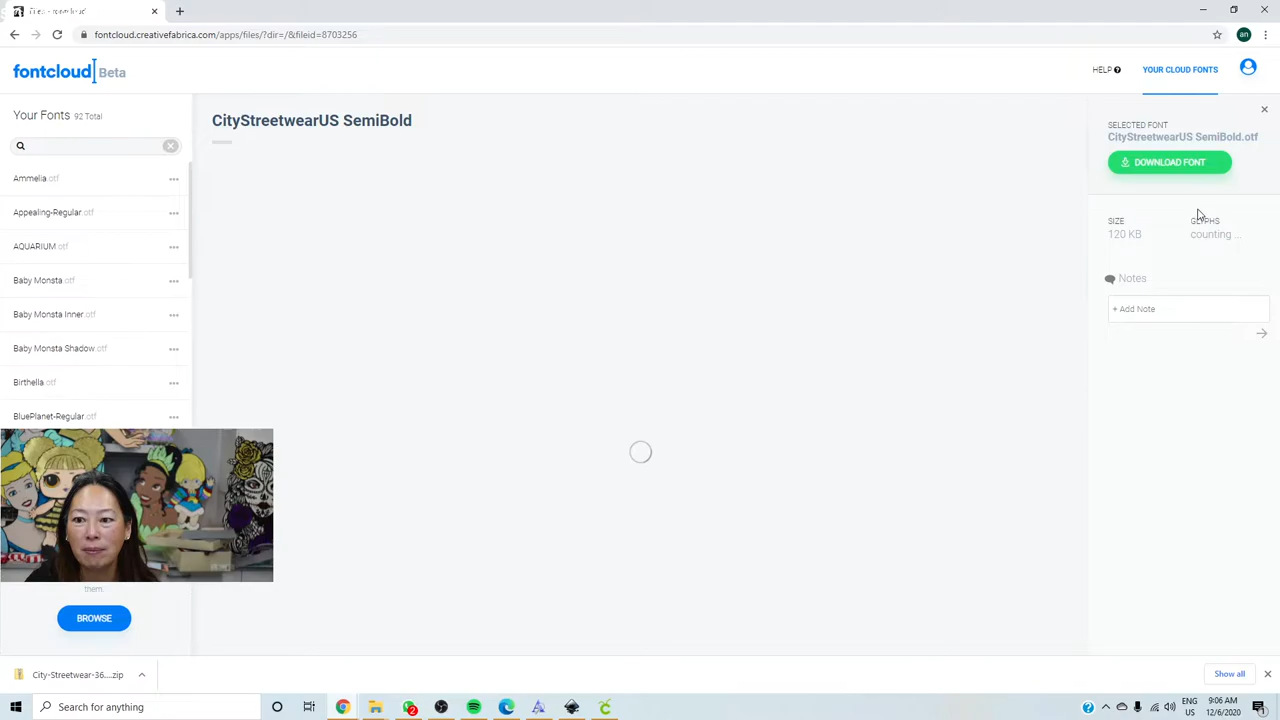 fontcloud.creativefabrica.com/apps/files/?dir=/&fileid=8703256
an
fontcloud Beta
HELP
YOUR CLOUD FONTS
Your Fonts 92 Total
Ammelia.otf
Appealing-Regular.otf
AQUARIUM.otf
Baby Monsta.otf
Baby Monsta Inner.otf
Baby Monsta Shadow.otf
Birthella.otf
BluePlanet-Regular.otf
them.
BROWSE
CityStreetwearUS SemiBold
SELECTED FONT
CityStreetwearUS SemiBold.otf
DOWNLOAD FONT
SIZE
120 KB
GLYPHS
counting ...
Notes
+ Add Note
City-Streetwear-36....zip
Show all
Search for anything
2
ENG
US
9:06 AM
12/6/2020